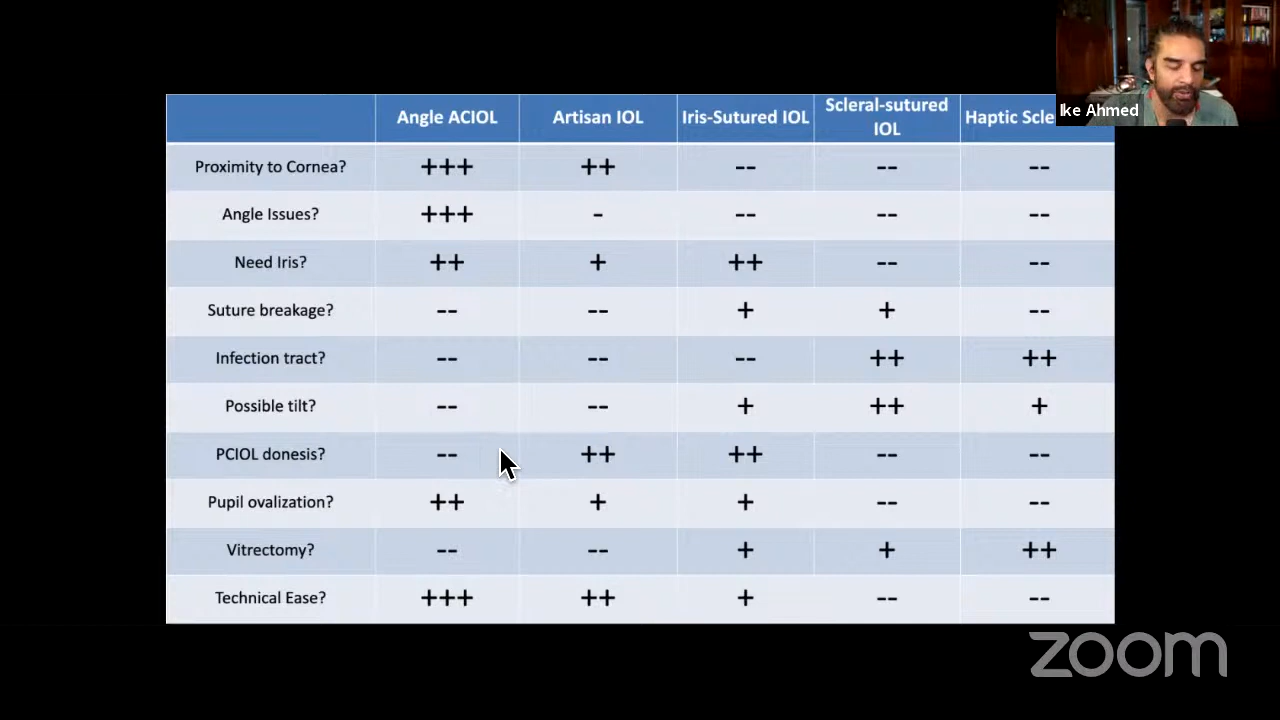 Ike Ahmed
Angle ACIOL Artisan IOL Iris-Sutured IOL Scleral-sutured IOL Haptic
Proximity to Cornea? +++ ++ -- -- --
Angle Issues? +++ - -- -- --
Need Iris? ++ + ++ -- --
Suture breakage? -- -- + + --
Infection tract? -- -- -- ++ ++
Possible tilt? -- -- + ++ +
PCIOL donesis? -- ++ ++ -- --
Pupil ovalization? ++ + + -- --
Vitrectomy? -- -- + + ++
Technical Ease? +++ ++ + -- --
zoom